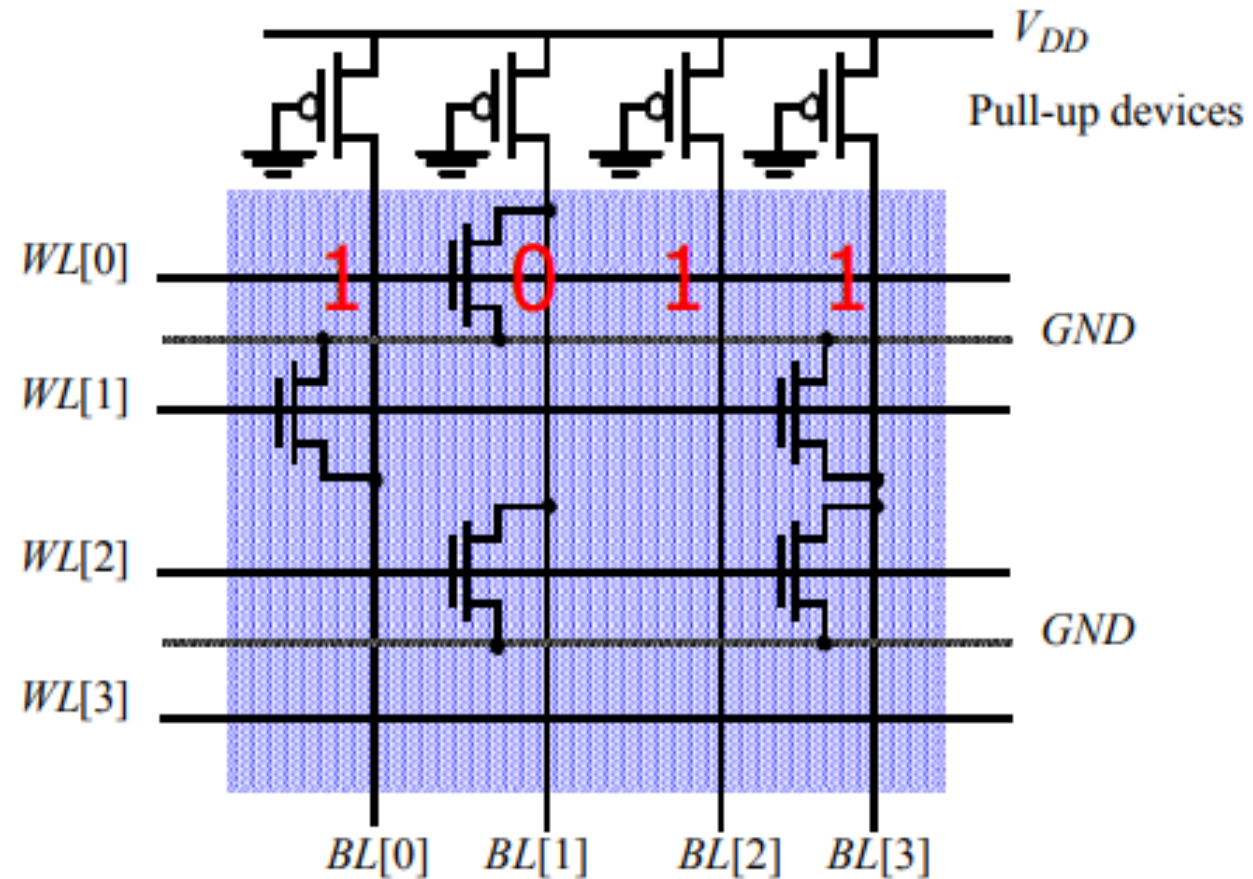 V_DD
Pull-up devices
WL[0]
1 0 1 1
GND
WL[1]
WL[2]
GND
WL[3]
BL[0] BL[1] BL[2] BL[3]